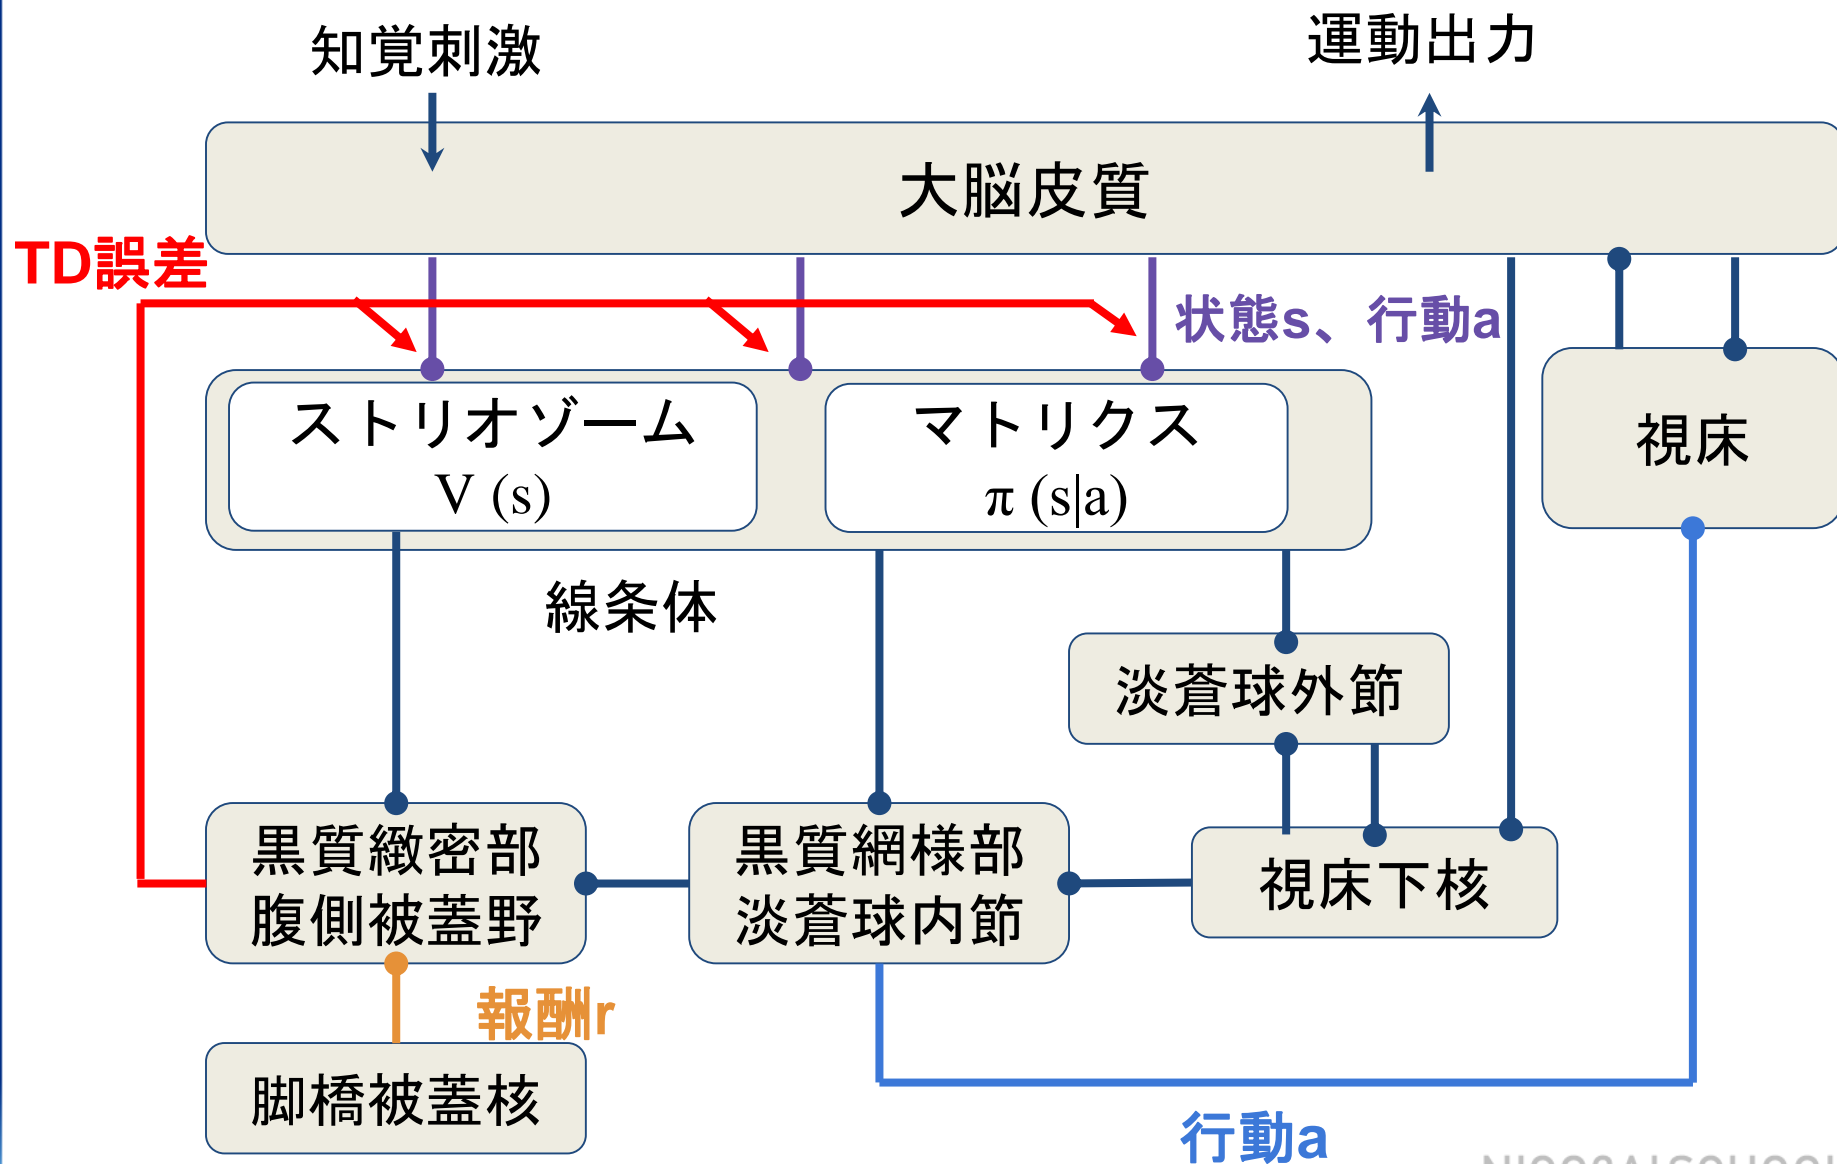 知覚刺激
運動出力
大脳皮質
TD誤差
状態s、行動a
ストリオゾーム
V (s)
マトリクス
π (s|a)
視床
線条体
淡蒼球外節
黒質緻密部
腹側被蓋野
黒質網様部
淡蒼球内節
視床下核
報酬r
脚橋被蓋核
行動a